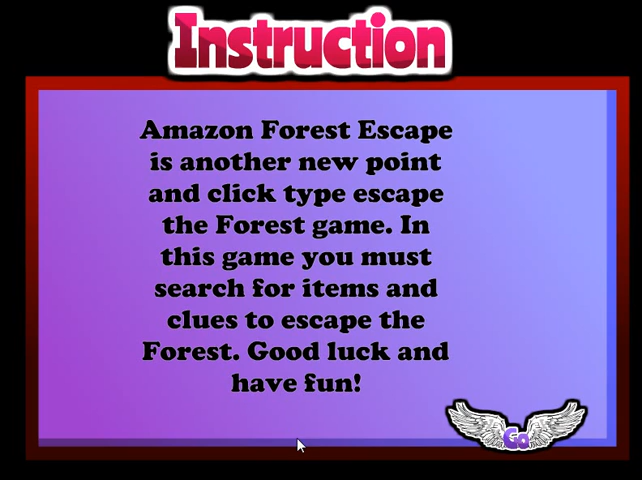 Instruction
Amazon Forest Escape
is another new point
and click type escape
the Forest game. In
this game you must
search for items and
clues to escape the
Forest. Good luck and
have fun!
Go